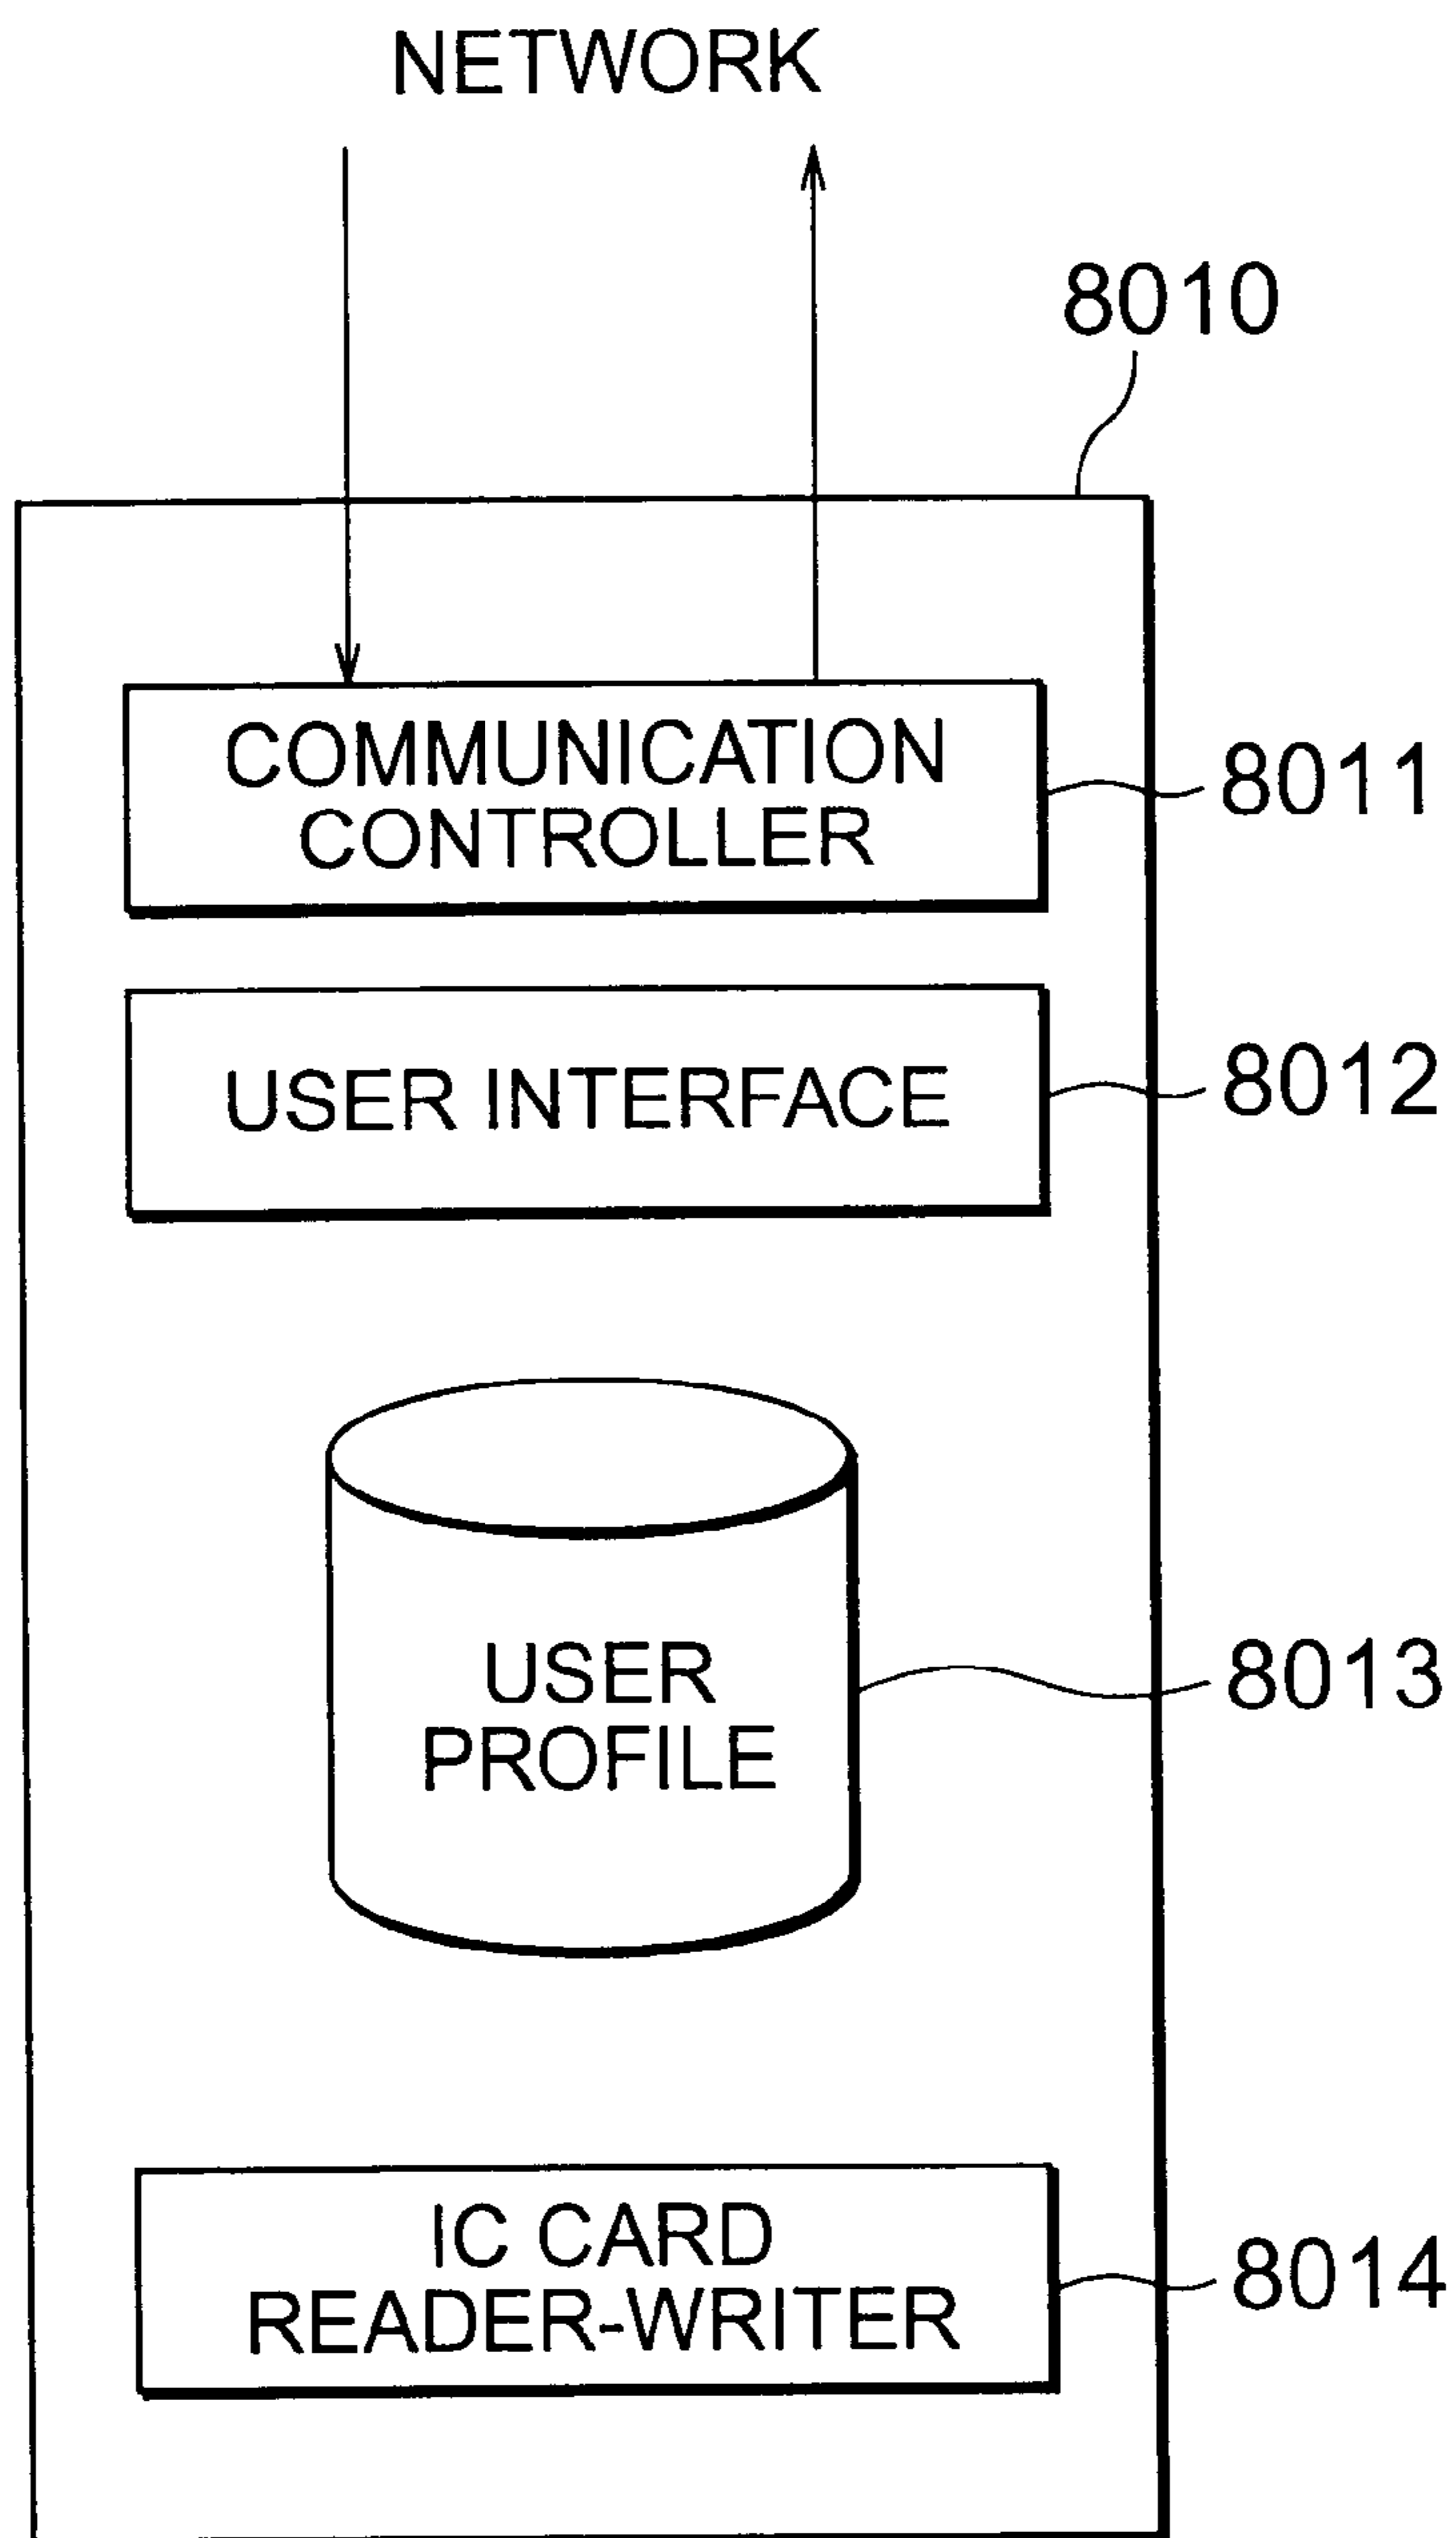 NETWORK
8010
COMMUNICATION
CONTROLLER
8011
USER INTERFACE
8012
USER
PROFILE
8013
IC CARD
READER-WRITER
8014